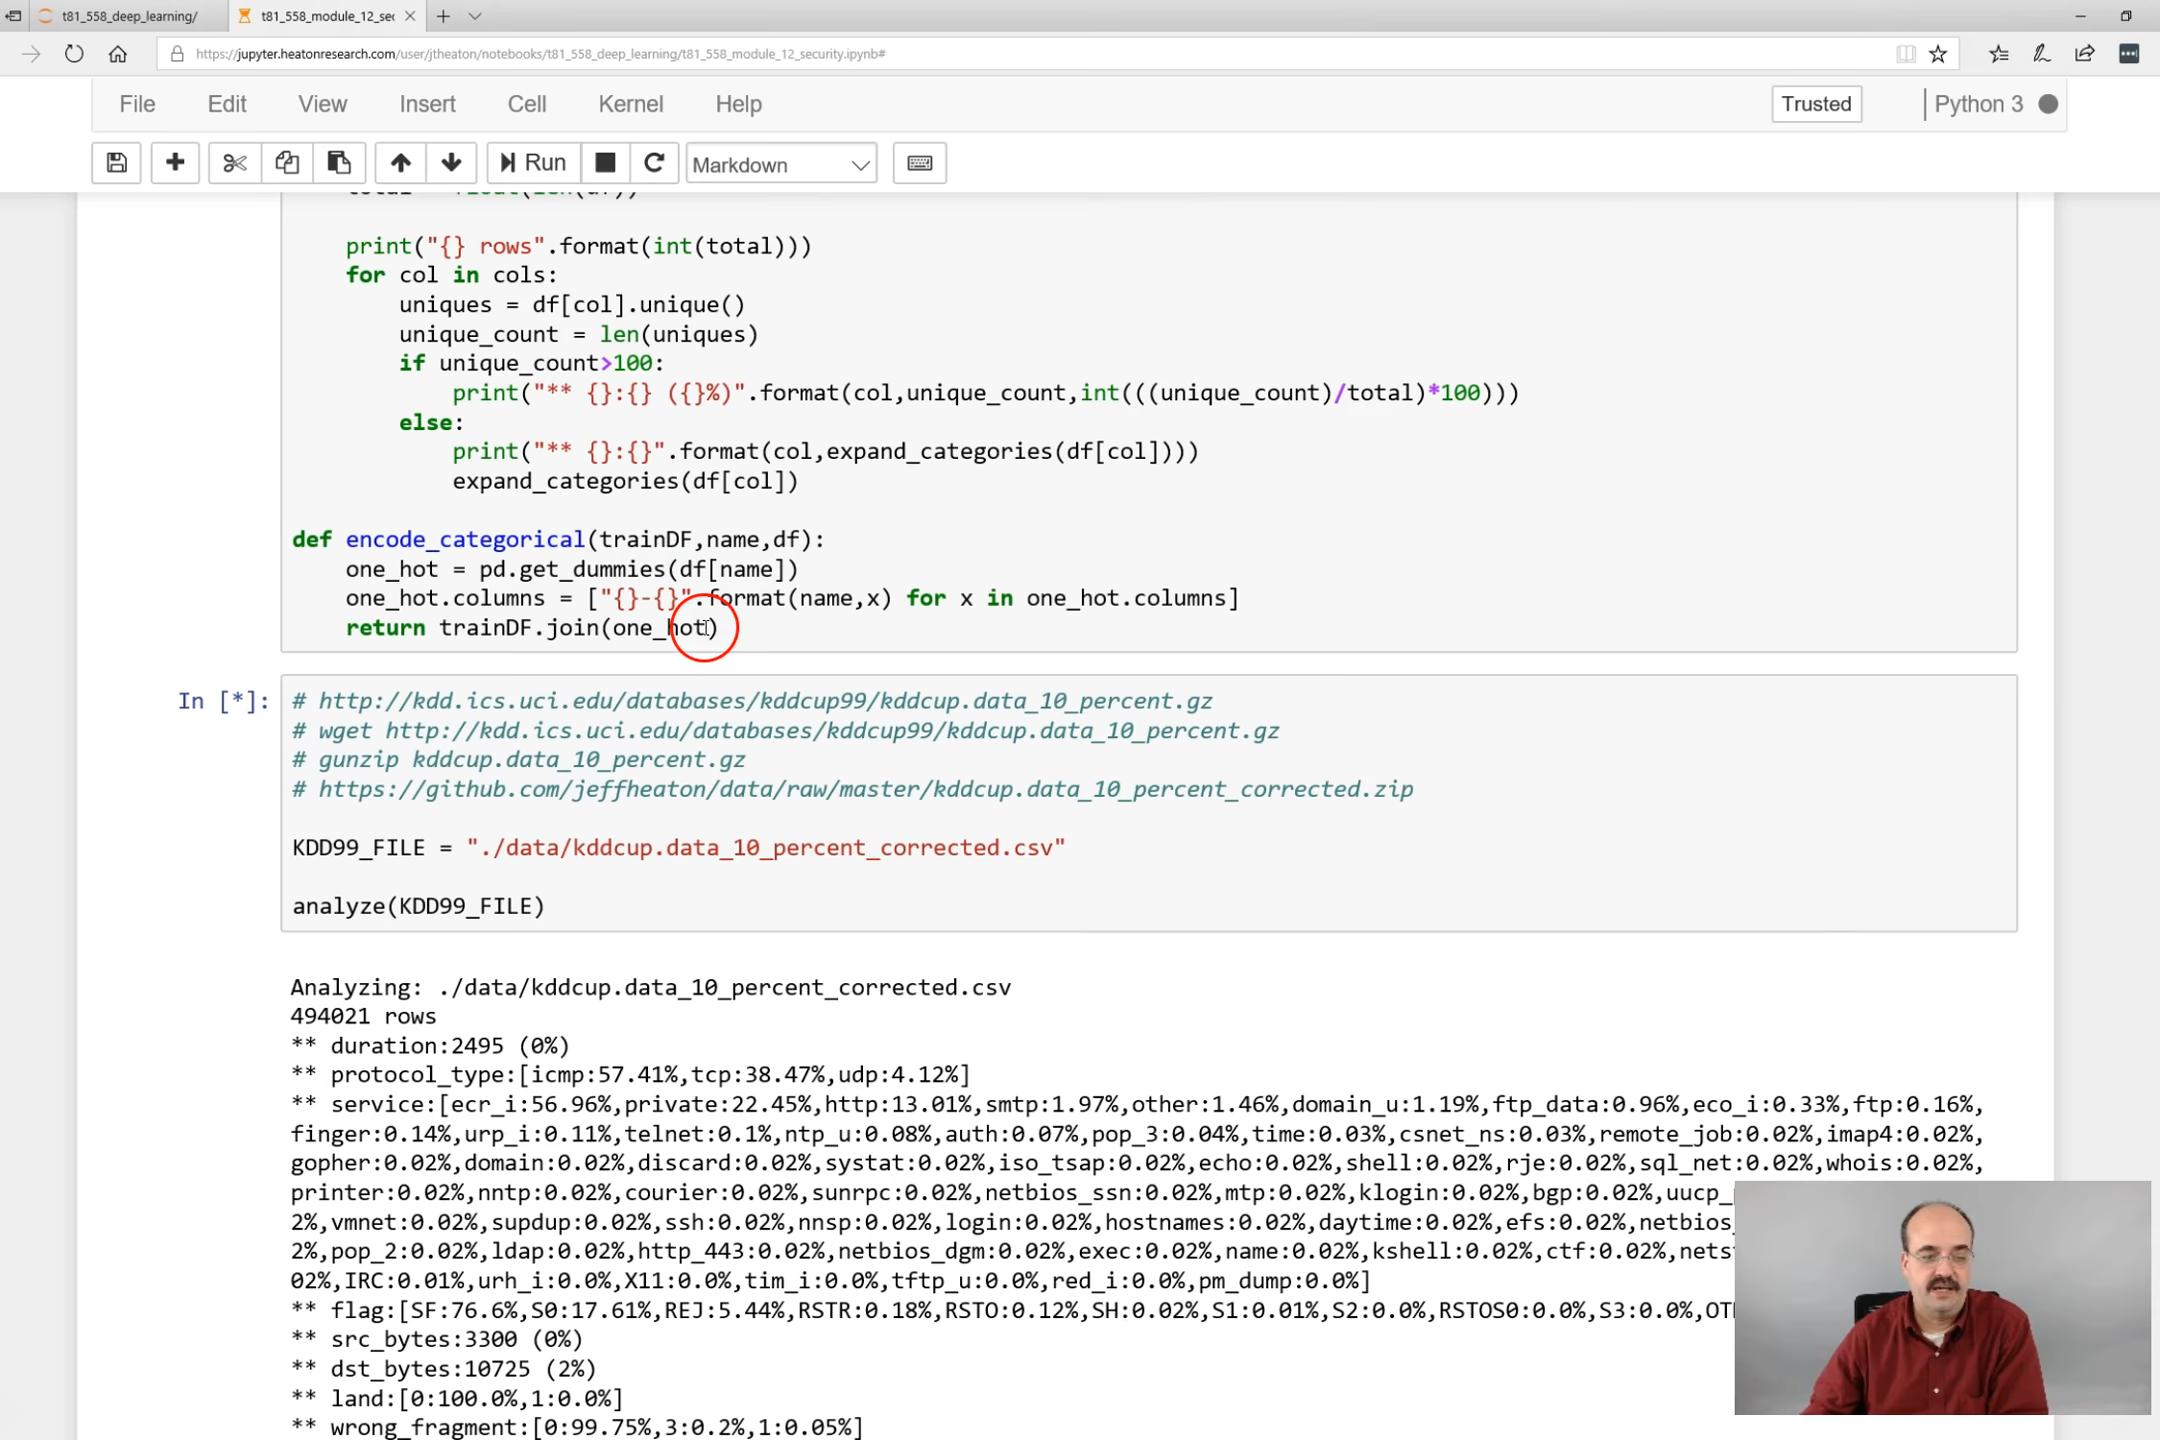 t81_558_deep_learning/
t81_558_module_12_sec
https://jupyter.heatonresearch.com/user/jtheaton/notebooks/t81_558_deep_learning/t81_558_module_12_security.ipynb#
File Edit View Insert Cell Kernel Help Trusted Python 3
Run Markdown
print("{} rows".format(int(total)))
for col in cols:
uniques = df[col].unique()
unique_count = len(uniques)
if unique_count>100:
print("** {}:{} ({}%)".format(col,unique_count,int(((unique_count)/total)*100)))
else:
print("** {}:{}".format(col,expand_categories(df[col])))
expand_categories(df[col])
def encode_categorical(trainDF,name,df):
one_hot = pd.get_dummies(df[name])
one_hot.columns = ["{}-{}".format(name,x) for x in one_hot.columns]
return trainDF.join(one_hot)
In [*]: # http://kdd.ics.uci.edu/databases/kddcup99/kddcup.data_10_percent.gz
# wget http://kdd.ics.uci.edu/databases/kddcup99/kddcup.data_10_percent.gz
# gunzip kddcup.data_10_percent.gz
# https://github.com/jeffheaton/data/raw/master/kddcup.data_10_percent_corrected.zip
KDD99_FILE = "./data/kddcup.data_10_percent_corrected.csv"
analyze(KDD99_FILE)
Analyzing: ./data/kddcup.data_10_percent_corrected.csv
494021 rows
** duration:2495 (0%)
** protocol_type:[icmp:57.41%,tcp:38.47%,udp:4.12%]
** service:[ecr_i:56.96%,private:22.45%,http:13.01%,smtp:1.97%,other:1.46%,domain_u:1.19%,ftp_data:0.96%,eco_i:0.33%,ftp:0.16%,
finger:0.14%,urp_i:0.11%,telnet:0.1%,ntp_u:0.08%,auth:0.07%,pop_3:0.04%,time:0.03%,csnet_ns:0.03%,remote_job:0.02%,imap4:0.02%,
gopher:0.02%,domain:0.02%,discard:0.02%,systat:0.02%,iso_tsap:0.02%,echo:0.02%,shell:0.02%,rje:0.02%,sql_net:0.02%,whois:0.02%,
printer:0.02%,nntp:0.02%,courier:0.02%,sunrpc:0.02%,netbios_ssn:0.02%,mtp:0.02%,klogin:0.02%,bgp:0.02%,uucp_
2%,vmnet:0.02%,supdup:0.02%,ssh:0.02%,nnsp:0.02%,login:0.02%,hostnames:0.02%,daytime:0.02%,efs:0.02%,netbios_
2%,pop_2:0.02%,ldap:0.02%,http_443:0.02%,netbios_dgm:0.02%,exec:0.02%,name:0.02%,kshell:0.02%,ctf:0.02%,nets
02%,IRC:0.01%,urh_i:0.0%,X11:0.0%,tim_i:0.0%,tftp_u:0.0%,red_i:0.0%,pm_dump:0.0%]
** flag:[SF:76.6%,S0:17.61%,REJ:5.44%,RSTR:0.18%,RSTO:0.12%,SH:0.02%,S1:0.01%,S2:0.0%,RSTOS0:0.0%,S3:0.0%,OT
** src_bytes:3300 (0%)
** dst_bytes:10725 (2%)
** land:[0:100.0%,1:0.0%]
** wrong_fragment:[0:99.75%,3:0.2%,1:0.05%]